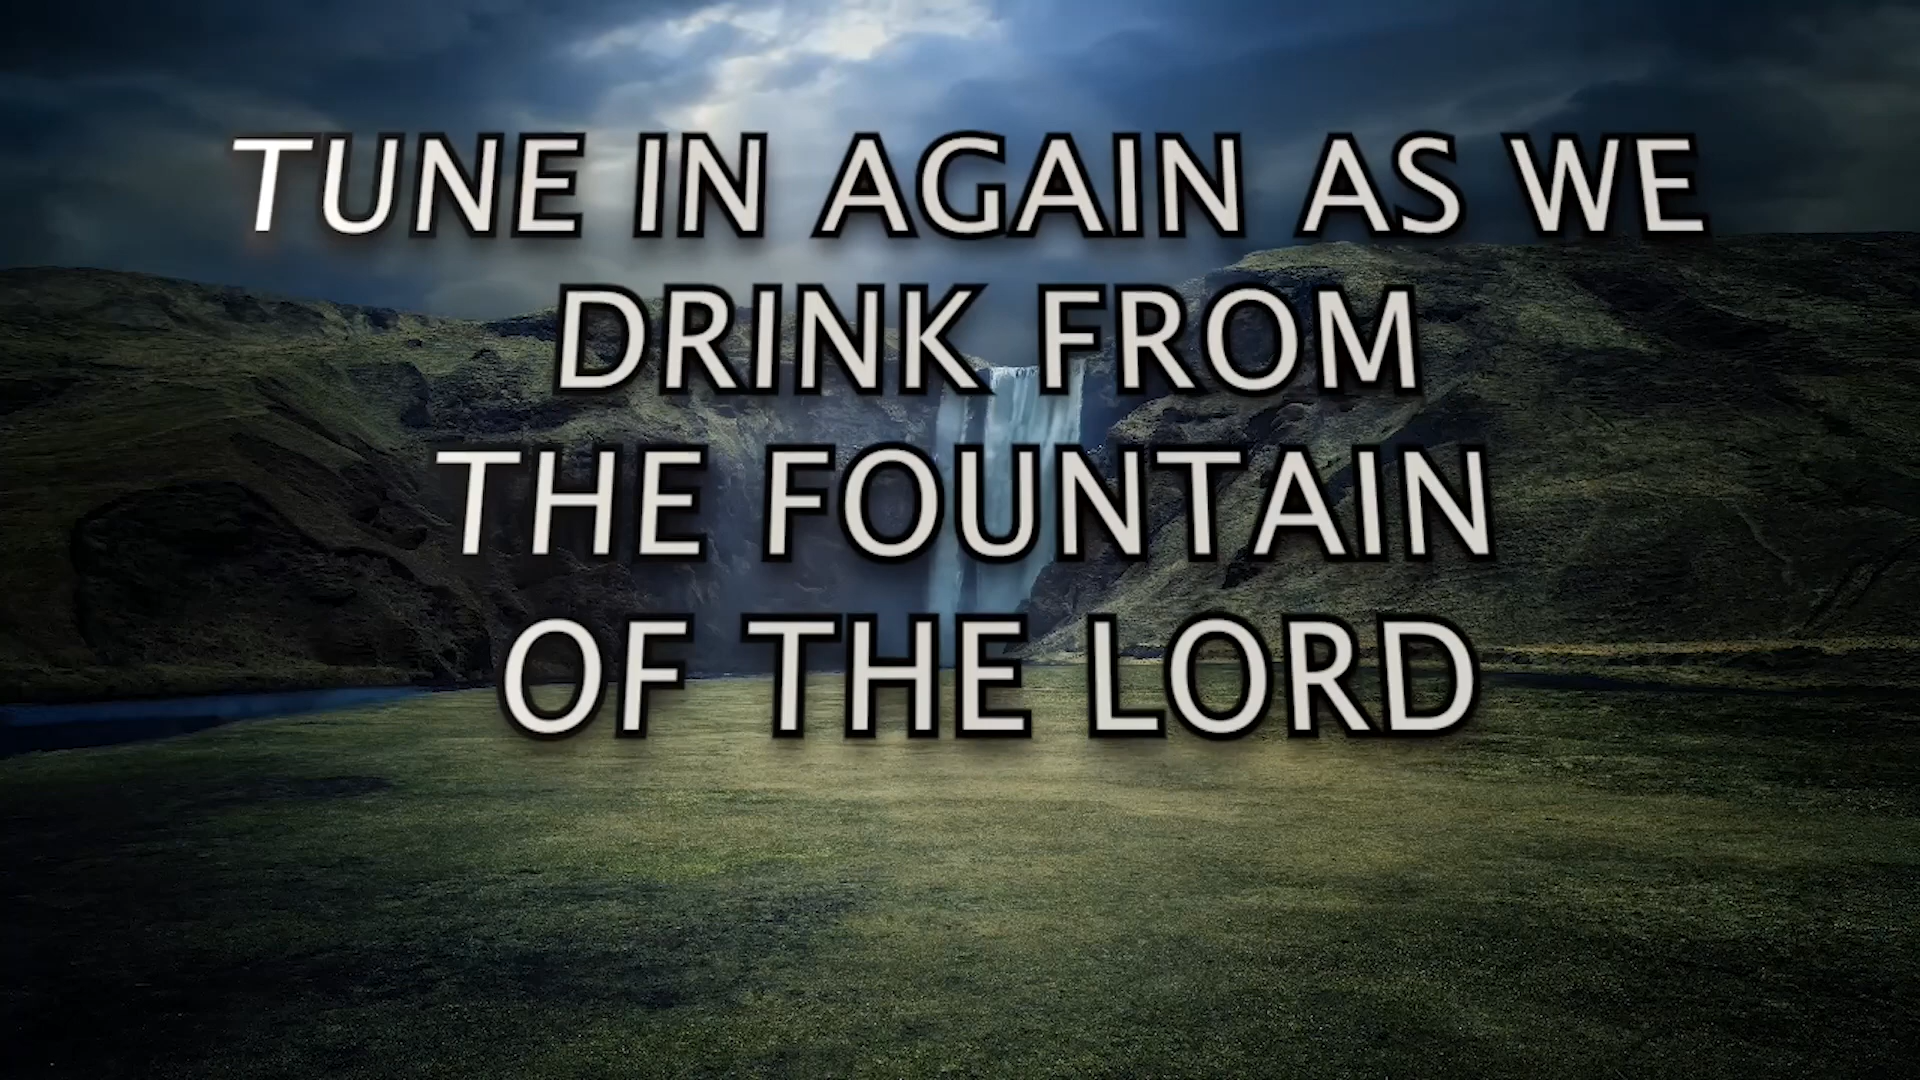 TUNE IN AGAIN AS WE
DRINK FROM
THE FOUNTAIN
OF THE LORD